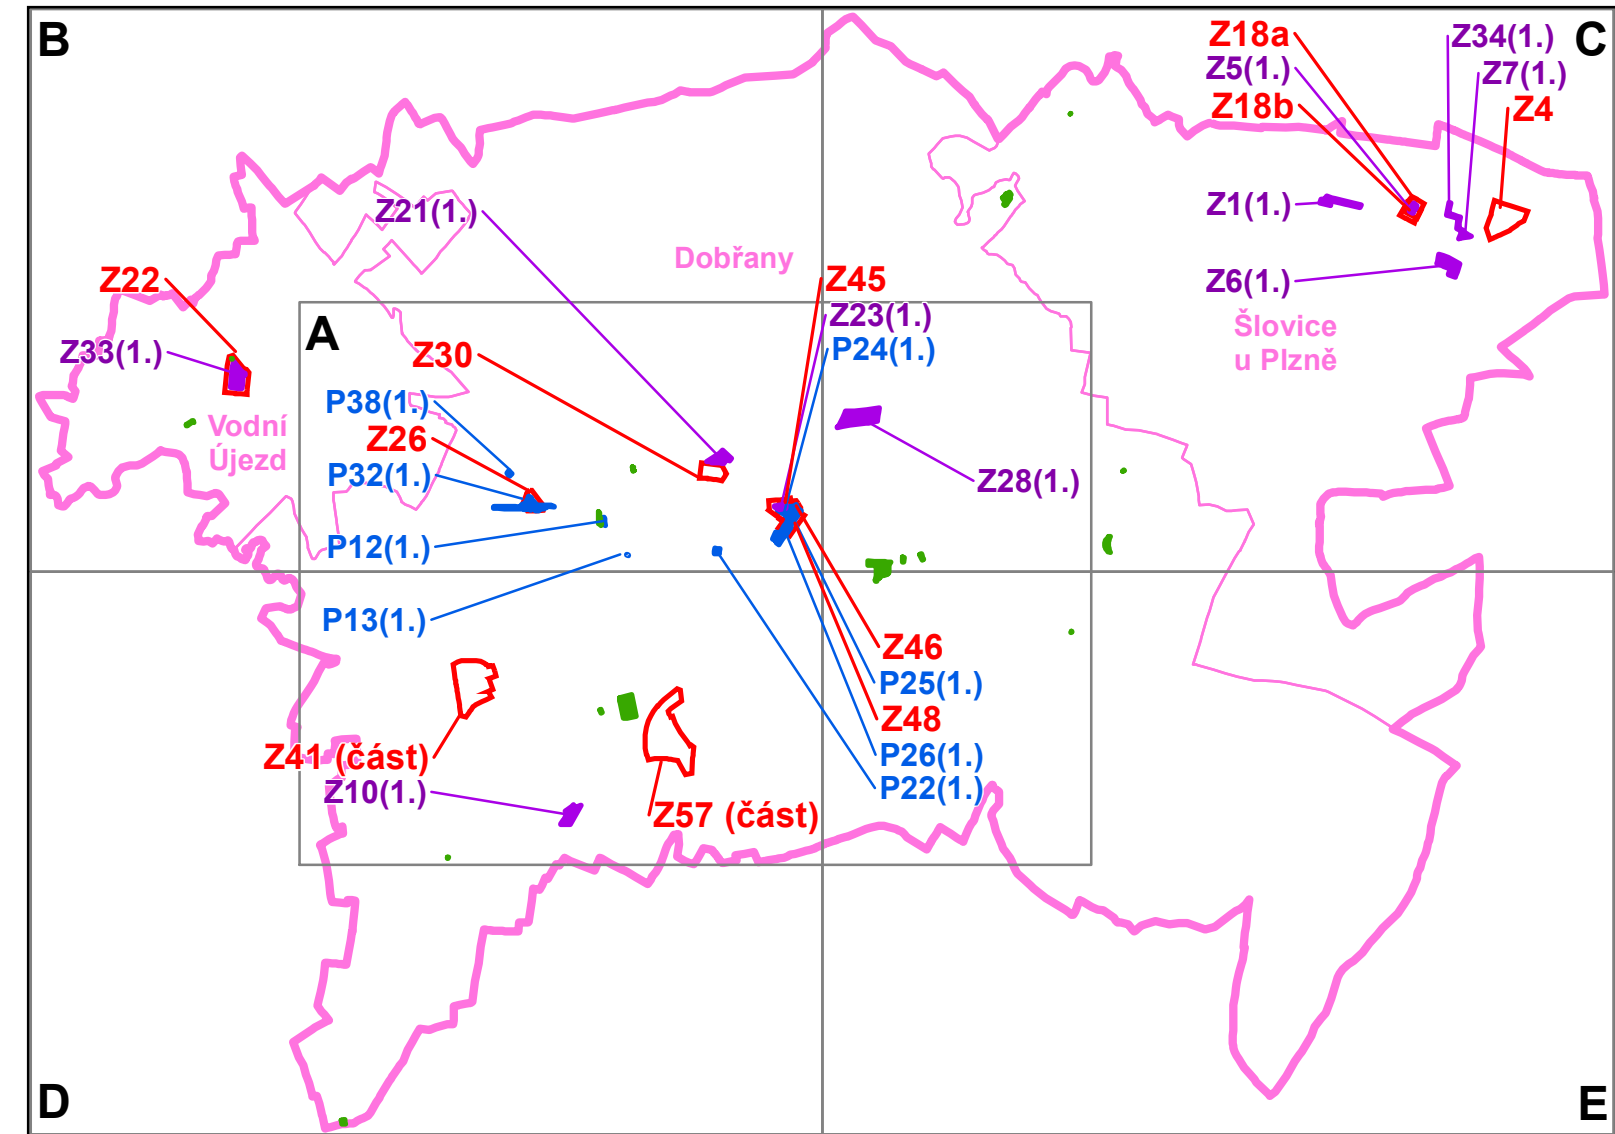 B
C
Z18a
Z34(1.)
Z5(1.)
Z7(1.)
Z18b
Z4
Z1(1.)
Z21(1.)
Dobřany
Z22
Z45
Z6(1.)
Z23(1.)
Šlovice
u Plzně
A
Z33(1.)
Z30
P24(1.)
P38(1.)
Vodní
Újezd
Z26
P32(1.)
Z28(1.)
P12(1.)
P13(1.)
Z46
P25(1.)
Z48
Z41 (část)
P26(1.)
Z10(1.)
P22(1.)
Z57 (část)
D
E